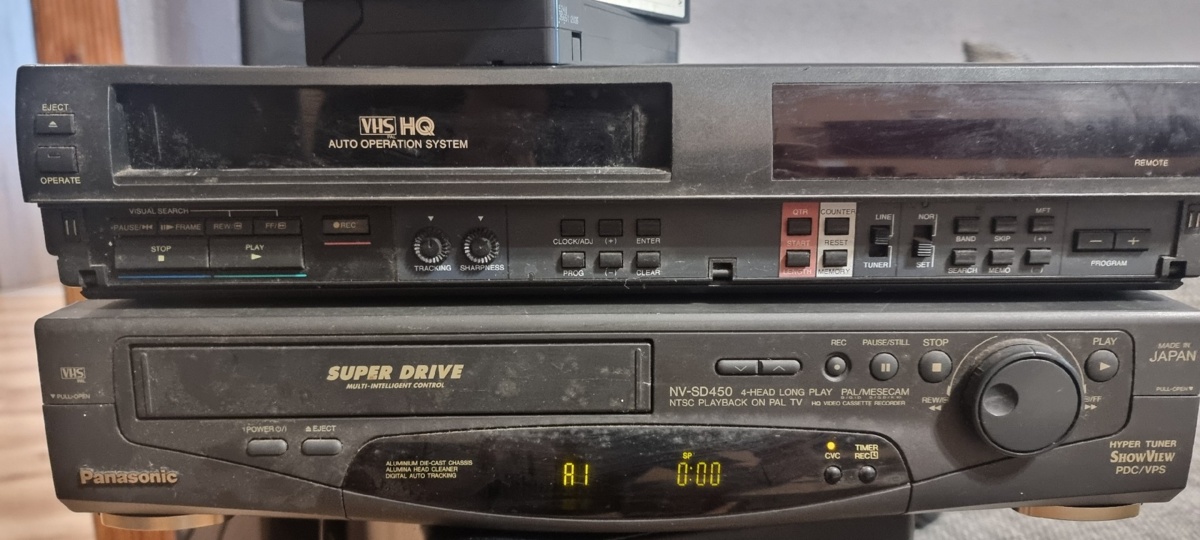 EJECT
OPERATE
VHS HQ
PAL
AUTO OPERATION SYSTEM
REMOTE
VISUAL SEARCH
FRAME
REW
FF
STOP
PLAY
REC
TRACKING
SHARPNESS
CLOCK/ADJ
(+)
ENTER
PROG
(-)
CLEAR
OTR
START
LENGTH
COUNTER
RESET
MEMORY
LINE
TUNER
NOR
SET
BAND
SKIP
MFT
(+)
SEARCH
MEMO
(-)
− +
PROGRAM
VHS
PULL-OPEN
SUPER DRIVE
MULTI-INTELLIGENT CONTROL
POWER
EJECT
Panasonic
ALUMINIUM DIE-CAST CHASSIS
ALUMINA HEAD CLEANER
DIGITAL AUTO TRACKING
A1
SP
0:00
CVC
TIMER
REC
REC
PAUSE/STILL
STOP
PLAY
NV-SD450 4-HEAD LONG PLAY PAL/MESECAM
NTSC PLAYBACK ON PAL TV HQ VIDEO CASSETTE RECORDER
MADE IN
JAPAN
PULL-OPEN
HYPER TUNER
SHOWVIEW
PDC/VPS